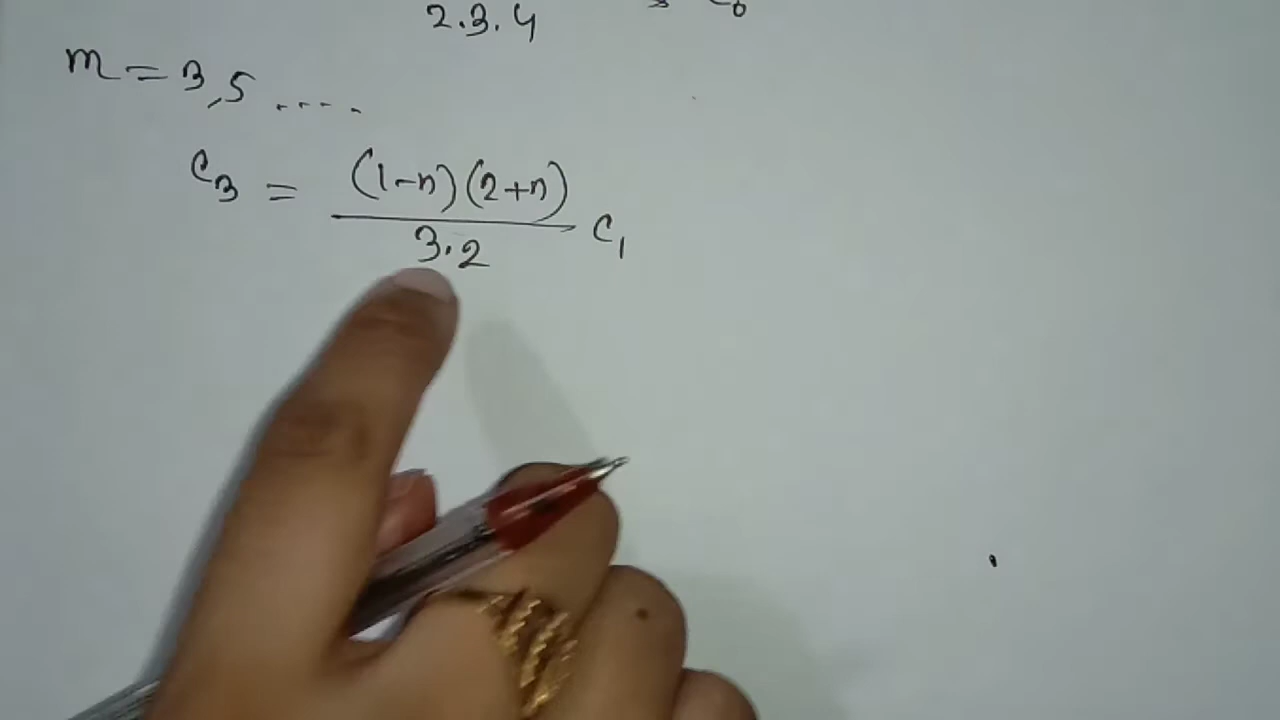 2.3.4
m = 3,5 ....
C3 = (1-n)(2+n) / 3.2 C1